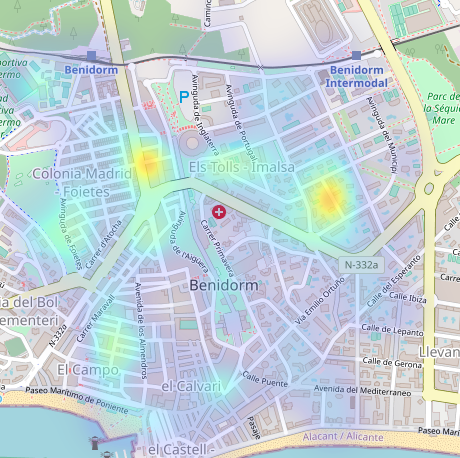 Camino
Benidorm
Benidorm
Intermodal
P
Parc de
la Séquia
Mare
Avinguda de Inglaterra
Avinguda de Portugal
Avinguda del Municipi
Els Tolls - Imalsa
Colonia Madrid
- Foietes
Avinguda de Foietes
Carrer d'Atocha
Avinguda de l'Aigüera
Carrer Primavera
N-332a
Benidorm
Via Emilio Ortuño
Calle del Esperanto
Calle Ibiza
Calle de Lepanto
Calle de Gerona
Llevan
ia del Bol
ementeri
N-332a
Carrer Maravall
Avenida de los Almendros
El Campo
el Calvari
Calle Puente
Avenida del Mediterraneo
Paseo Marítimo de Poniente
Pasaje
Paseo Marí
Alacant / Alicante
el Castell -